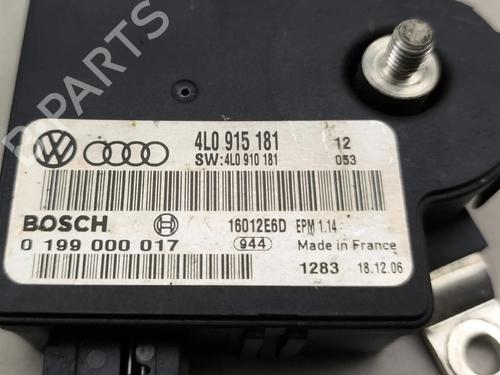 4L0 915 181 12
SW:4L0 910 181 053
BOSCH 16012E6D EPM 1.14
0 199 000 017 944 Made in France
1283 18.12.06
B-PARTS